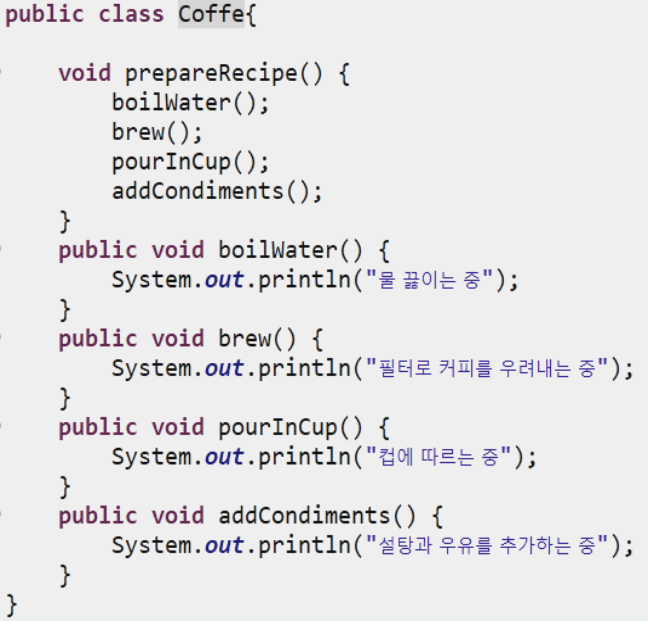 public class Coffe{
void prepareRecipe() {
boilWater();
brew();
pourInCup();
addCondiments();
}
public void boilWater() {
System.out.println("물 끓이는 중");
}
public void brew() {
System.out.println("필터로 커피를 우려내는 중");
}
public void pourInCup() {
System.out.println("컵에 따르는 중");
}
public void addCondiments() {
System.out.println("설탕과 우유를 추가하는 중");
}
}